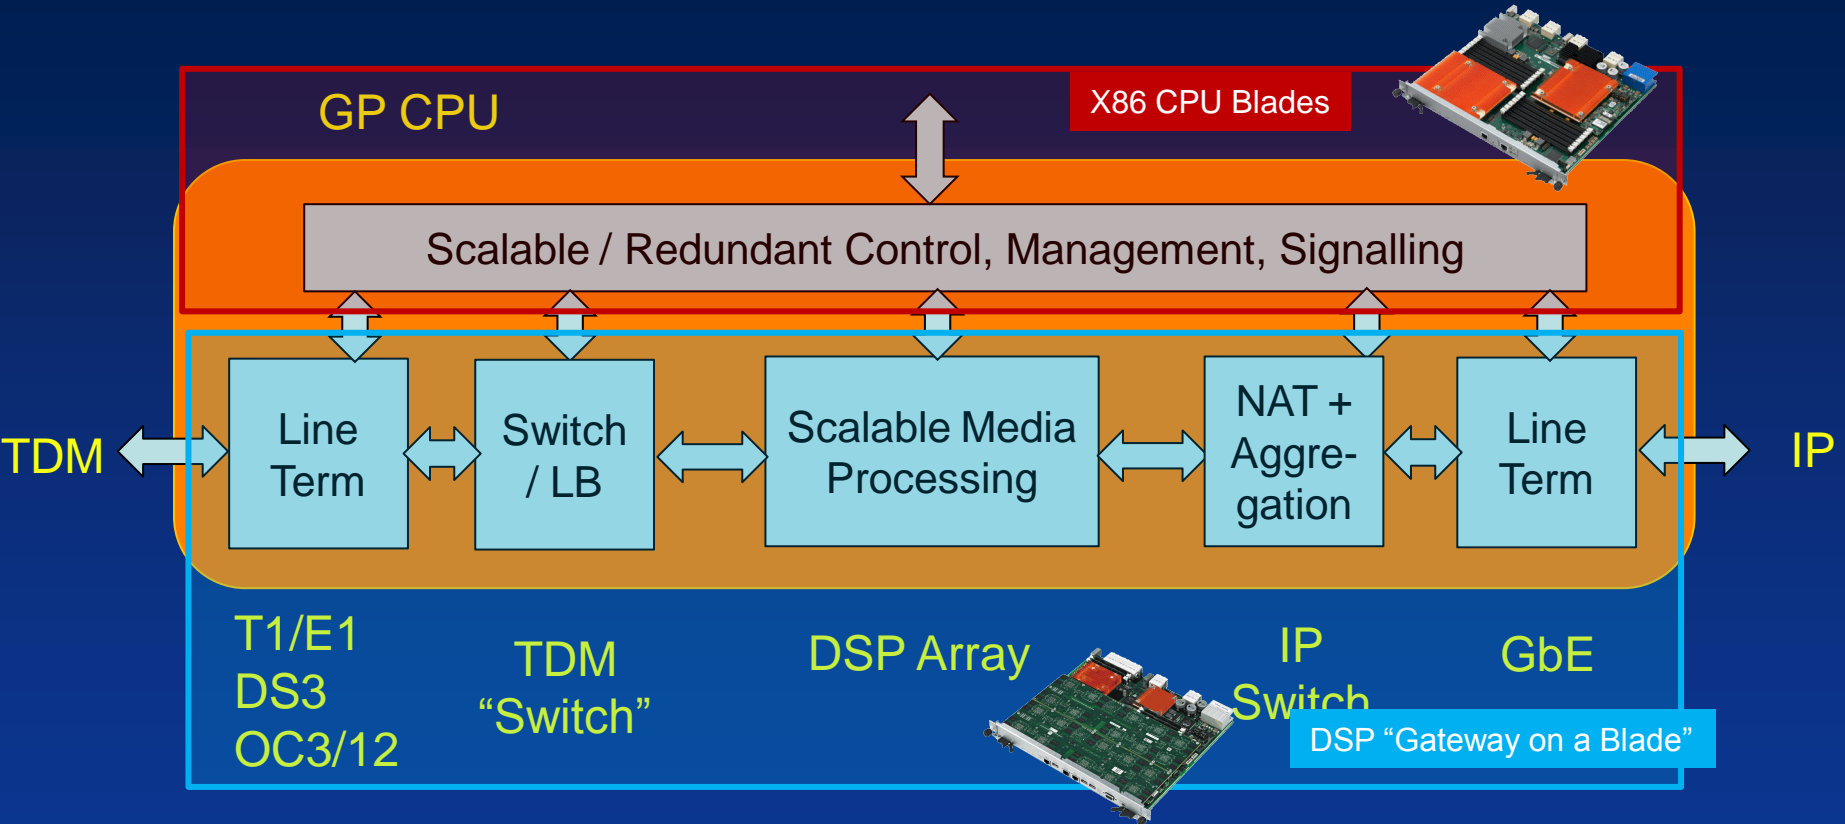 GP CPU
X86 CPU Blades
Scalable / Redundant Control, Management, Signalling
TDM
Line
Term
Switch
/ LB
Scalable Media
Processing
NAT +
Aggre-
gation
Line
Term
IP
T1/E1
DS3
OC3/12
TDM
“Switch”
DSP Array
IP
Switch
GbE
DSP “Gateway on a Blade”